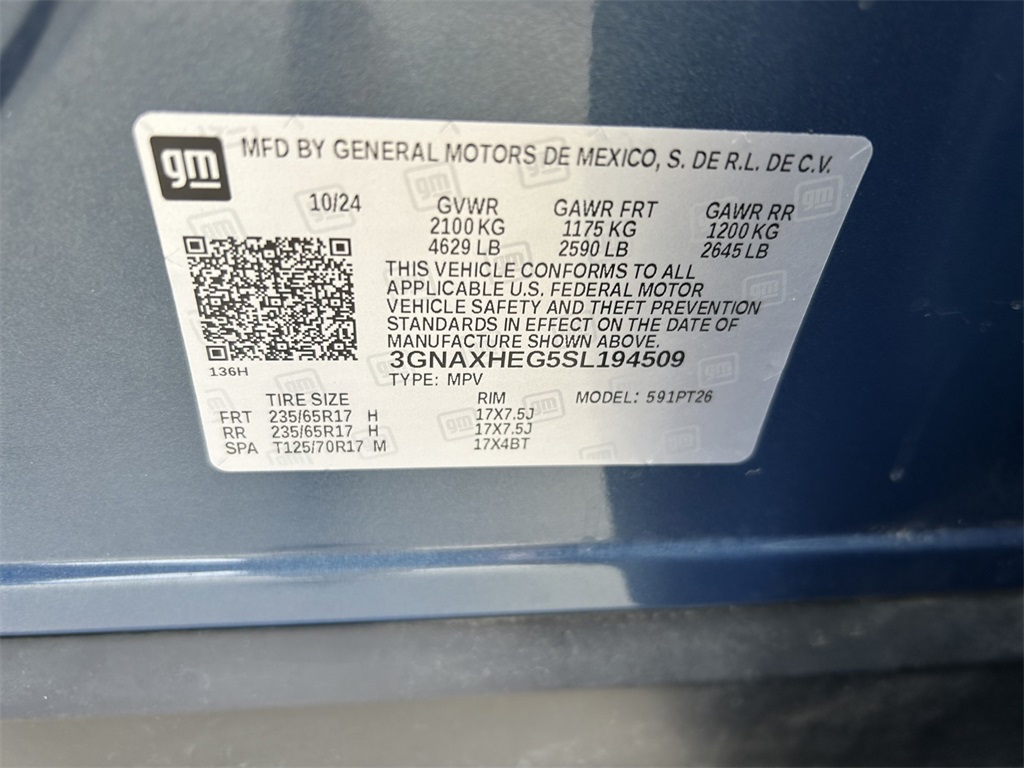 gm MFD BY GENERAL MOTORS DE MEXICO, S. DE R.L. DE C.V.
10/24 GVWR GAWR FRT GAWR RR
2100 KG 1175 KG 1200 KG
4629 LB 2590 LB 2645 LB
THIS VEHICLE CONFORMS TO ALL
APPLICABLE U.S. FEDERAL MOTOR
VEHICLE SAFETY AND THEFT PREVENTION
STANDARDS IN EFFECT ON THE DATE OF
MANUFACTURE SHOWN ABOVE.
3GNAXHEG5SL194509
136H TYPE: MPV
TIRE SIZE RIM MODEL: 591PT26
FRT 235/65R17 H 17X7.5J
RR 235/65R17 H 17X7.5J
SPA T125/70R17 M 17X4BT